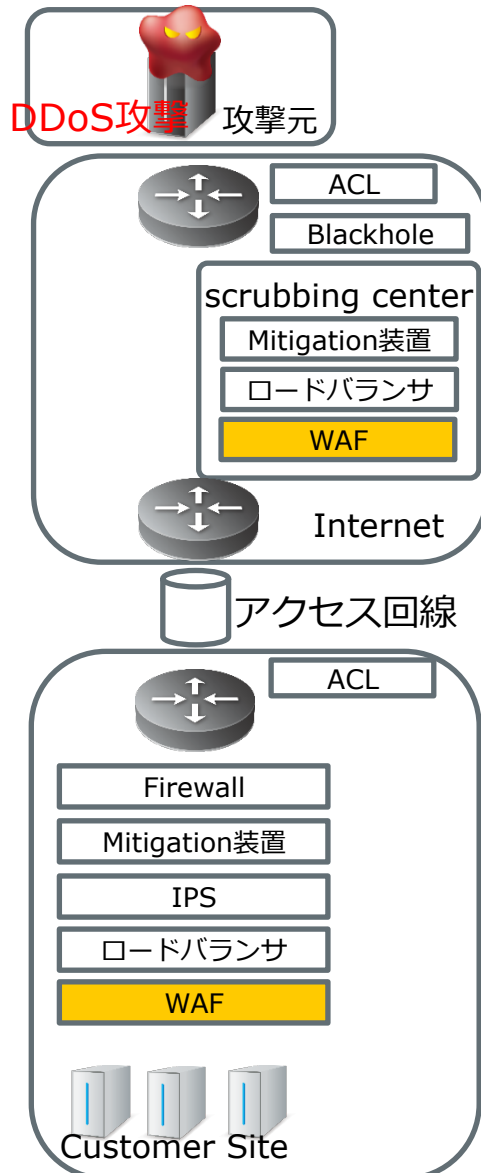 DDoS攻撃 攻撃元
ACL
Blackhole
scrubbing center
Mitigation装置
ロードバランサ
WAF
Internet
アクセス回線
ACL
Firewall
Mitigation装置
IPS
ロードバランサ
WAF
Customer Site